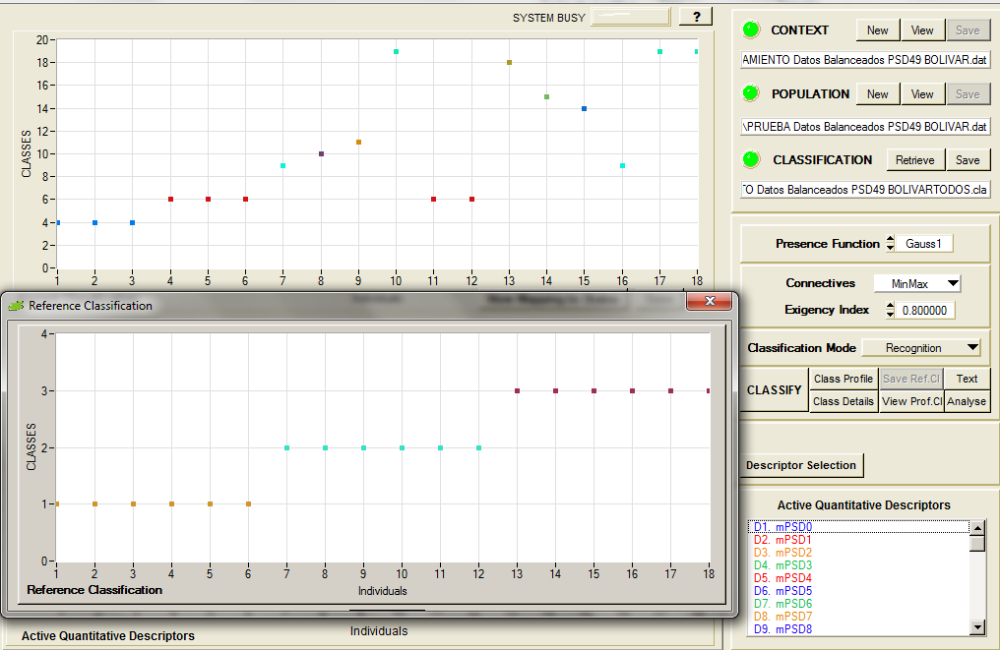 SYSTEM BUSY
?
CLASSES
20
18
16
14
12
10
8
6
4
2
0
1 2 3 4 5 6 7 8 9 10 11 12 13 14 15 16 17 18
Reference Classification
CLASSES
4
3
2
1
0
1 2 3 4 5 6 7 8 9 10 11 12 13 14 15 16 17 18
Reference Classification
Individuals
Individuals
Active Quantitative Descriptors
CONTEXT New View Save
AMIENTO Datos Balanceados PSD49 BOLIVAR.dat
POPULATION New View Save
\PRUEBA Datos Balanceados PSD49 BOLIVAR.dat
CLASSIFICATION Retrieve Save
TO Datos Balanceados PSD49 BOLIVARTODOS.cla
Presence Function Gauss1
Connectives MinMax
Exigency Index 0.800000
Classification Mode Recognition
CLASSIFY
Class Profile Save Ref.Cl Text
Class Details View Prof.Cl Analyse
Descriptor Selection
Active Quantitative Descriptors
D1. mPSD0
D2. mPSD1
D3. mPSD2
D4. mPSD3
D5. mPSD4
D6. mPSD5
D7. mPSD6
D8. mPSD7
D9. mPSD8